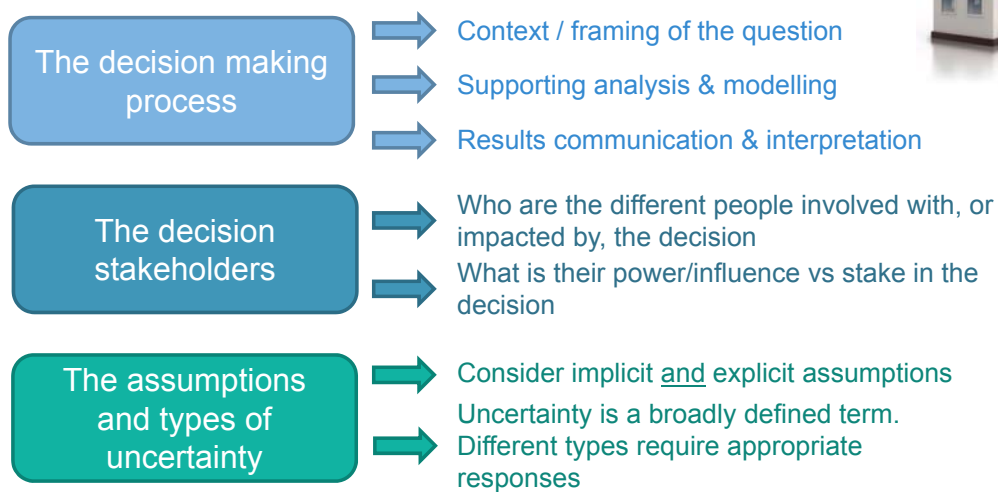 The decision making
process
Context / framing of the question
Supporting analysis & modelling
Results communication & interpretation
The decision
stakeholders
Who are the different people involved with, or
impacted by, the decision
What is their power/influence vs stake in the
decision
The assumptions
and types of
uncertainty
Consider implicit and explicit assumptions
Uncertainty is a broadly defined term.
Different types require appropriate
responses